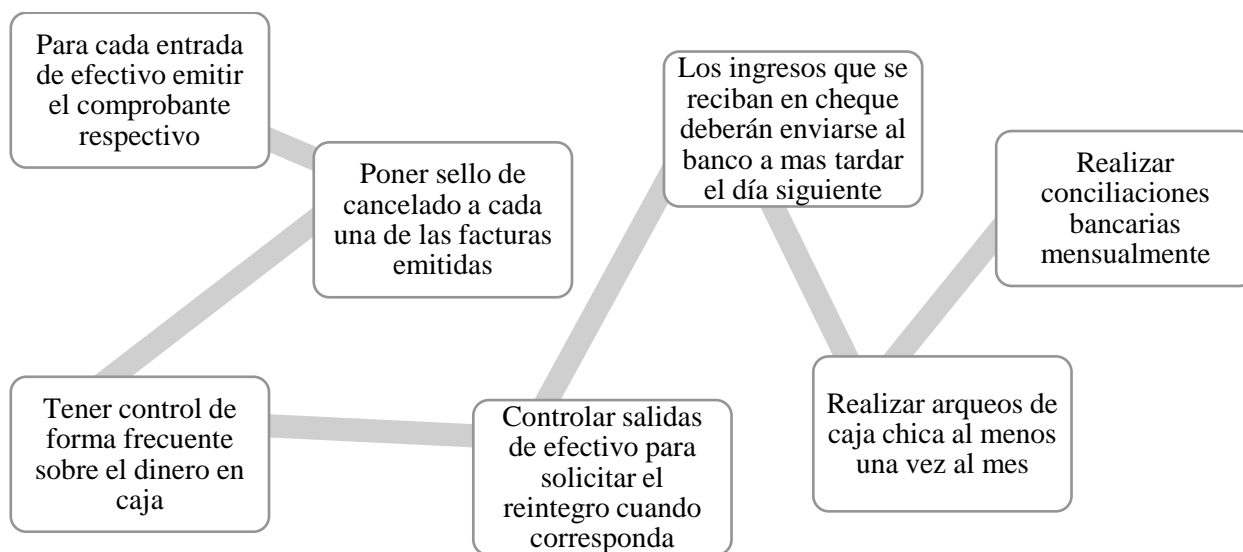 Para cada entrada
de efectivo emitir
el comprobante
respectivo
Poner sello de
cancelado a cada
una de las facturas
emitidas
Tener control de
forma frecuente
sobre el dinero en
caja
Controlar salidas
de efectivo para
solicitar el
reintegro cuando
corresponda
Los ingresos que se
reciban en cheque
deberán enviarse al
banco a mas tardar
el día siguiente
Realizar arqueos de
caja chica al menos
una vez al mes
Realizar
conciliaciones
bancarias
mensualmente